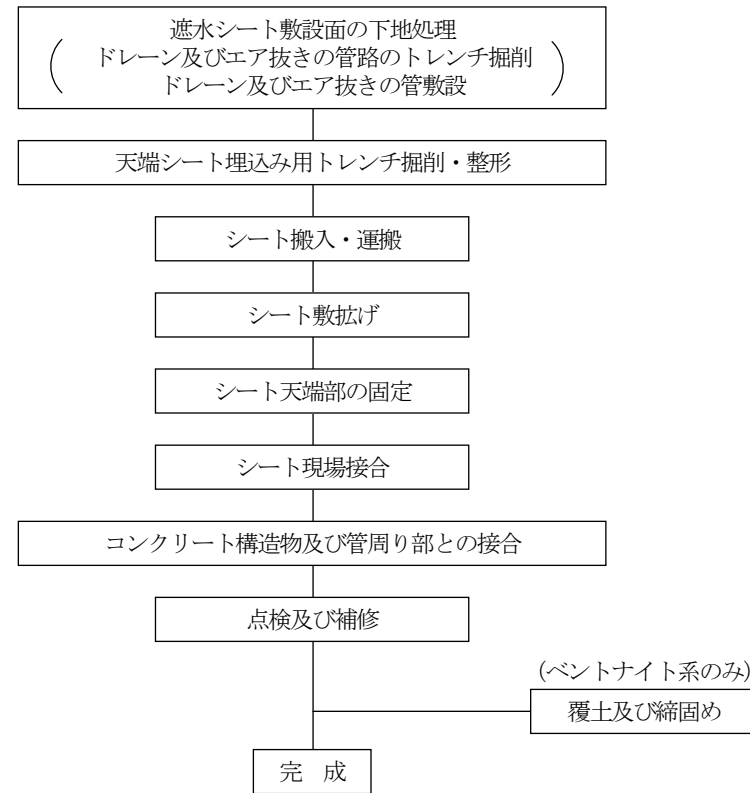 遮水シート敷設面の下地処理
ドレーン及びエア抜きの管路のトレンチ掘削
ドレーン及びエア抜きの管敷設
天端シート埋込み用トレンチ掘削・整形
シート搬入・運搬
シート敷拡げ
シート天端部の固定
シート現場接合
コンクリート構造物及び管周り部との接合
点検及び補修
(ベントナイト系のみ)
覆土及び締固め
完　成